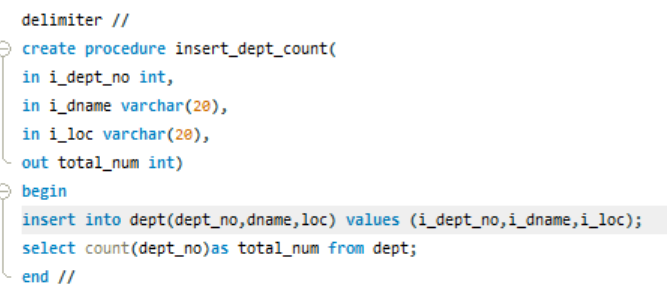 delimiter //
create procedure insert_dept_count(
in i_dept_no int,
in i_dname varchar(20),
in i_loc varchar(20),
out total_num int)
begin
insert into dept(dept_no,dname,loc) values (i_dept_no,i_dname,i_loc);
select count(dept_no)as total_num from dept;
end //